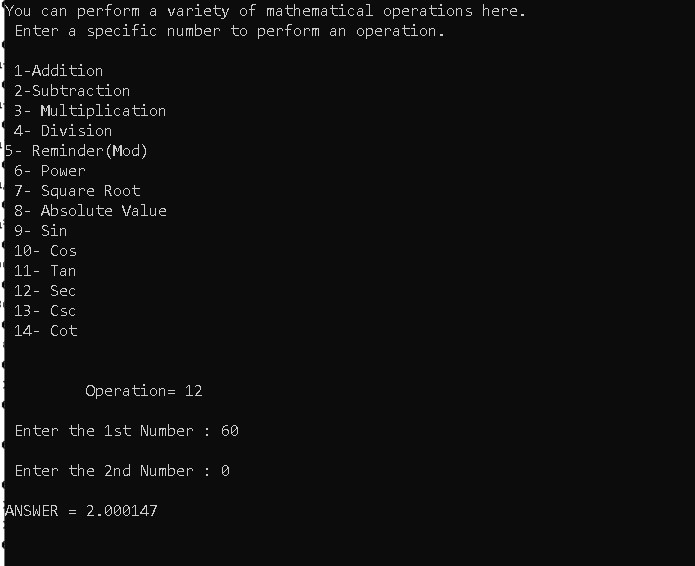 You can perform a variety of mathematical operations here.
Enter a specific number to perform an operation.
1-Addition
2-Subtraction
3- Multiplication
4- Division
5- Reminder(Mod)
6- Power
7- Square Root
8- Absolute Value
9- Sin
10- Cos
11- Tan
12- Sec
13- Csc
14- Cot
Operation= 12
Enter the 1st Number : 60
Enter the 2nd Number : 0
ANSWER = 2.000147